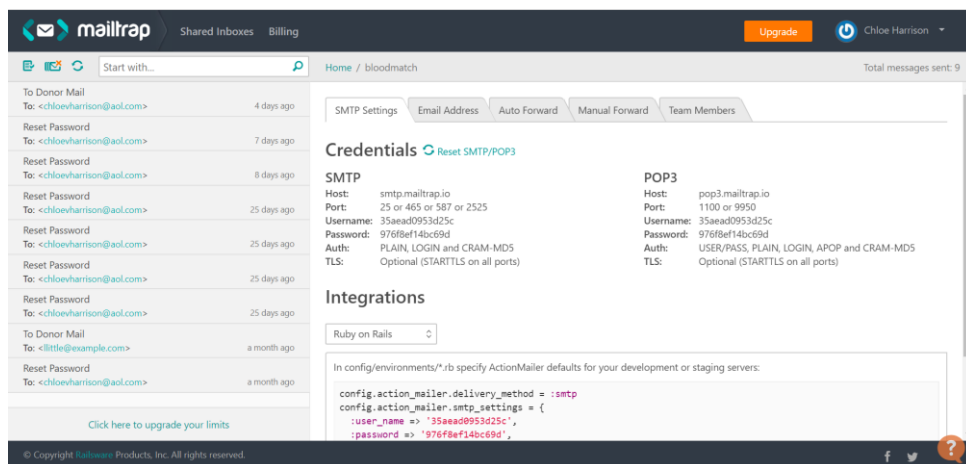 mailtrap Shared Inboxes Billing Upgrade Chloe Harrison
Start with...
Home / bloodmatch Total messages sent: 9
To Donor Mail
To: <chloevharrison@aol.com> 4 days ago
Reset Password
To: <chloevharrison@aol.com> 7 days ago
Reset Password
To: <chloevharrison@aol.com> 8 days ago
Reset Password
To: <chloevharrison@aol.com> 25 days ago
Reset Password
To: <chloevharrison@aol.com> 25 days ago
Reset Password
To: <chloevharrison@aol.com> 25 days ago
Reset Password
To: <chloevharrison@aol.com> 25 days ago
To Donor Mail
To: <llittle@example.com> a month ago
Reset Password
To: <chloevharrison@aol.com> a month ago
Click here to upgrade your limits
SMTP Settings Email Address Auto Forward Manual Forward Team Members
Credentials Reset SMTP/POP3
SMTP
Host: smtp.mailtrap.io
Port: 25 or 465 or 587 or 2525
Username: 35aead0953d25c
Password: 976f8ef14bc69d
Auth: PLAIN, LOGIN and CRAM-MD5
TLS: Optional (STARTTLS on all ports)
POP3
Host: pop3.mailtrap.io
Port: 1100 or 9950
Username: 35aead0953d25c
Password: 976f8ef14bc69d
Auth: USER/PASS, PLAIN, LOGIN, APOP and CRAM-MD5
TLS: Optional (STARTTLS on all ports)
Integrations
Ruby on Rails
In config/environments/*.rb specify ActionMailer defaults for your development or staging servers:
config.action_mailer.delivery_method = :smtp
config.action_mailer.smtp_settings = {
:user_name => '35aead0953d25c',
:password => '976f8ef14bc69d',
© Copyright Railsware Products, Inc. All rights reserved.
f
?